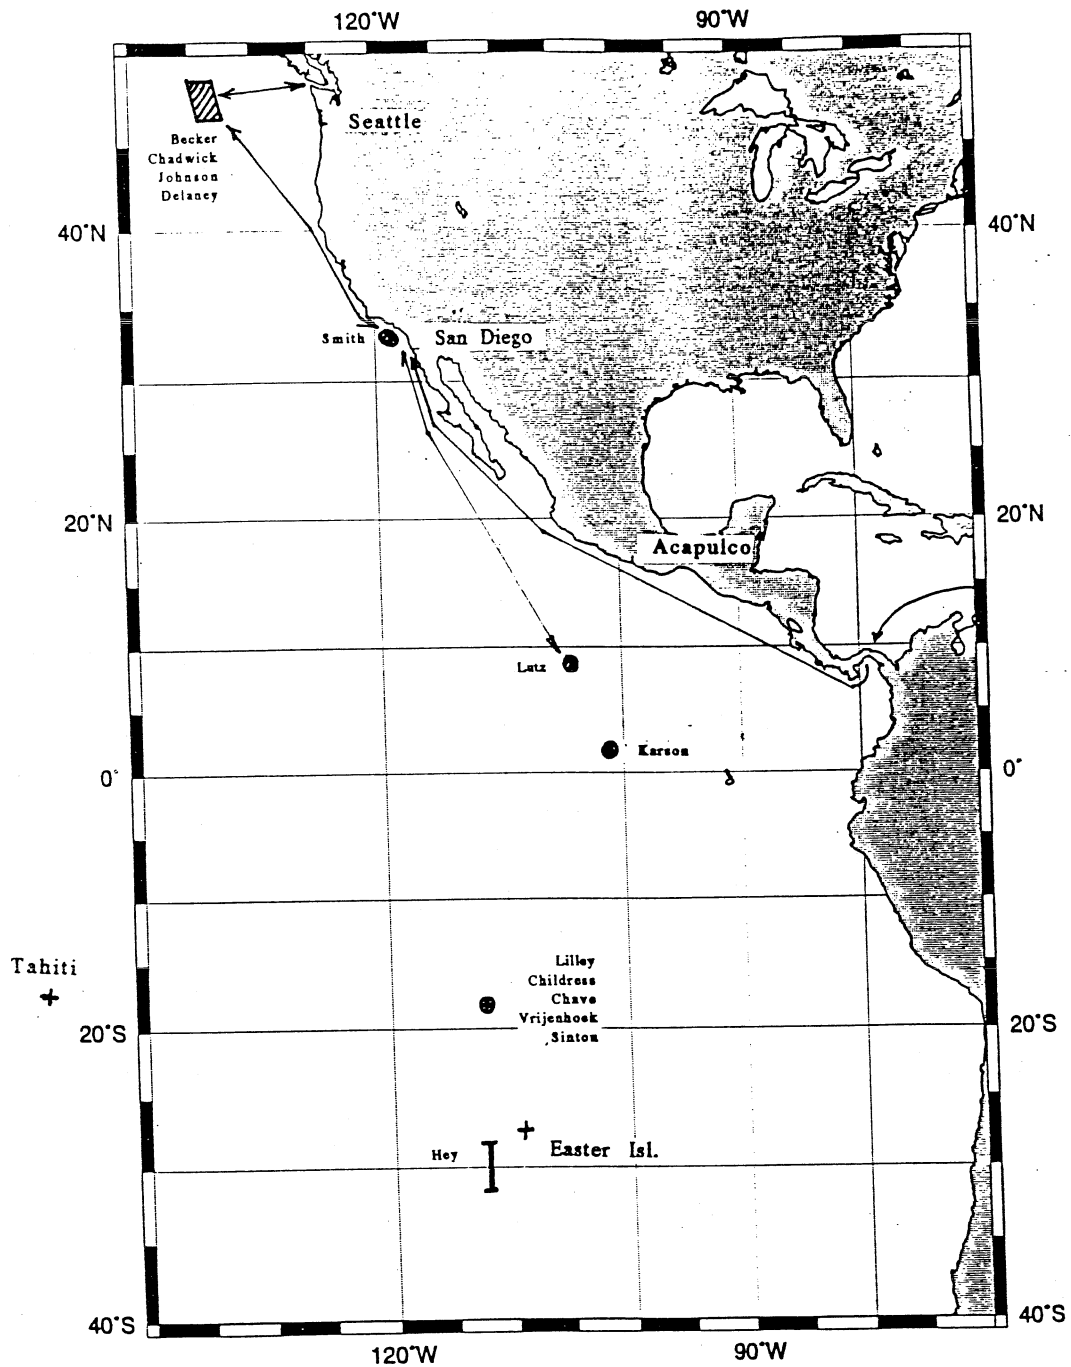 120°W
90°W
Seattle
Becker
Chadwick
Johnson
Delaney
40°N
40°N
Smith
San Diego
20°N
20°N
Acapulco
Lutz
Karson
0°
0°
Lilley
Childress
Chave
Vrijenhoek
Sinton
Tahiti
20°S
20°S
Hey
Easter Isl.
40°S
40°S
120°W
90°W